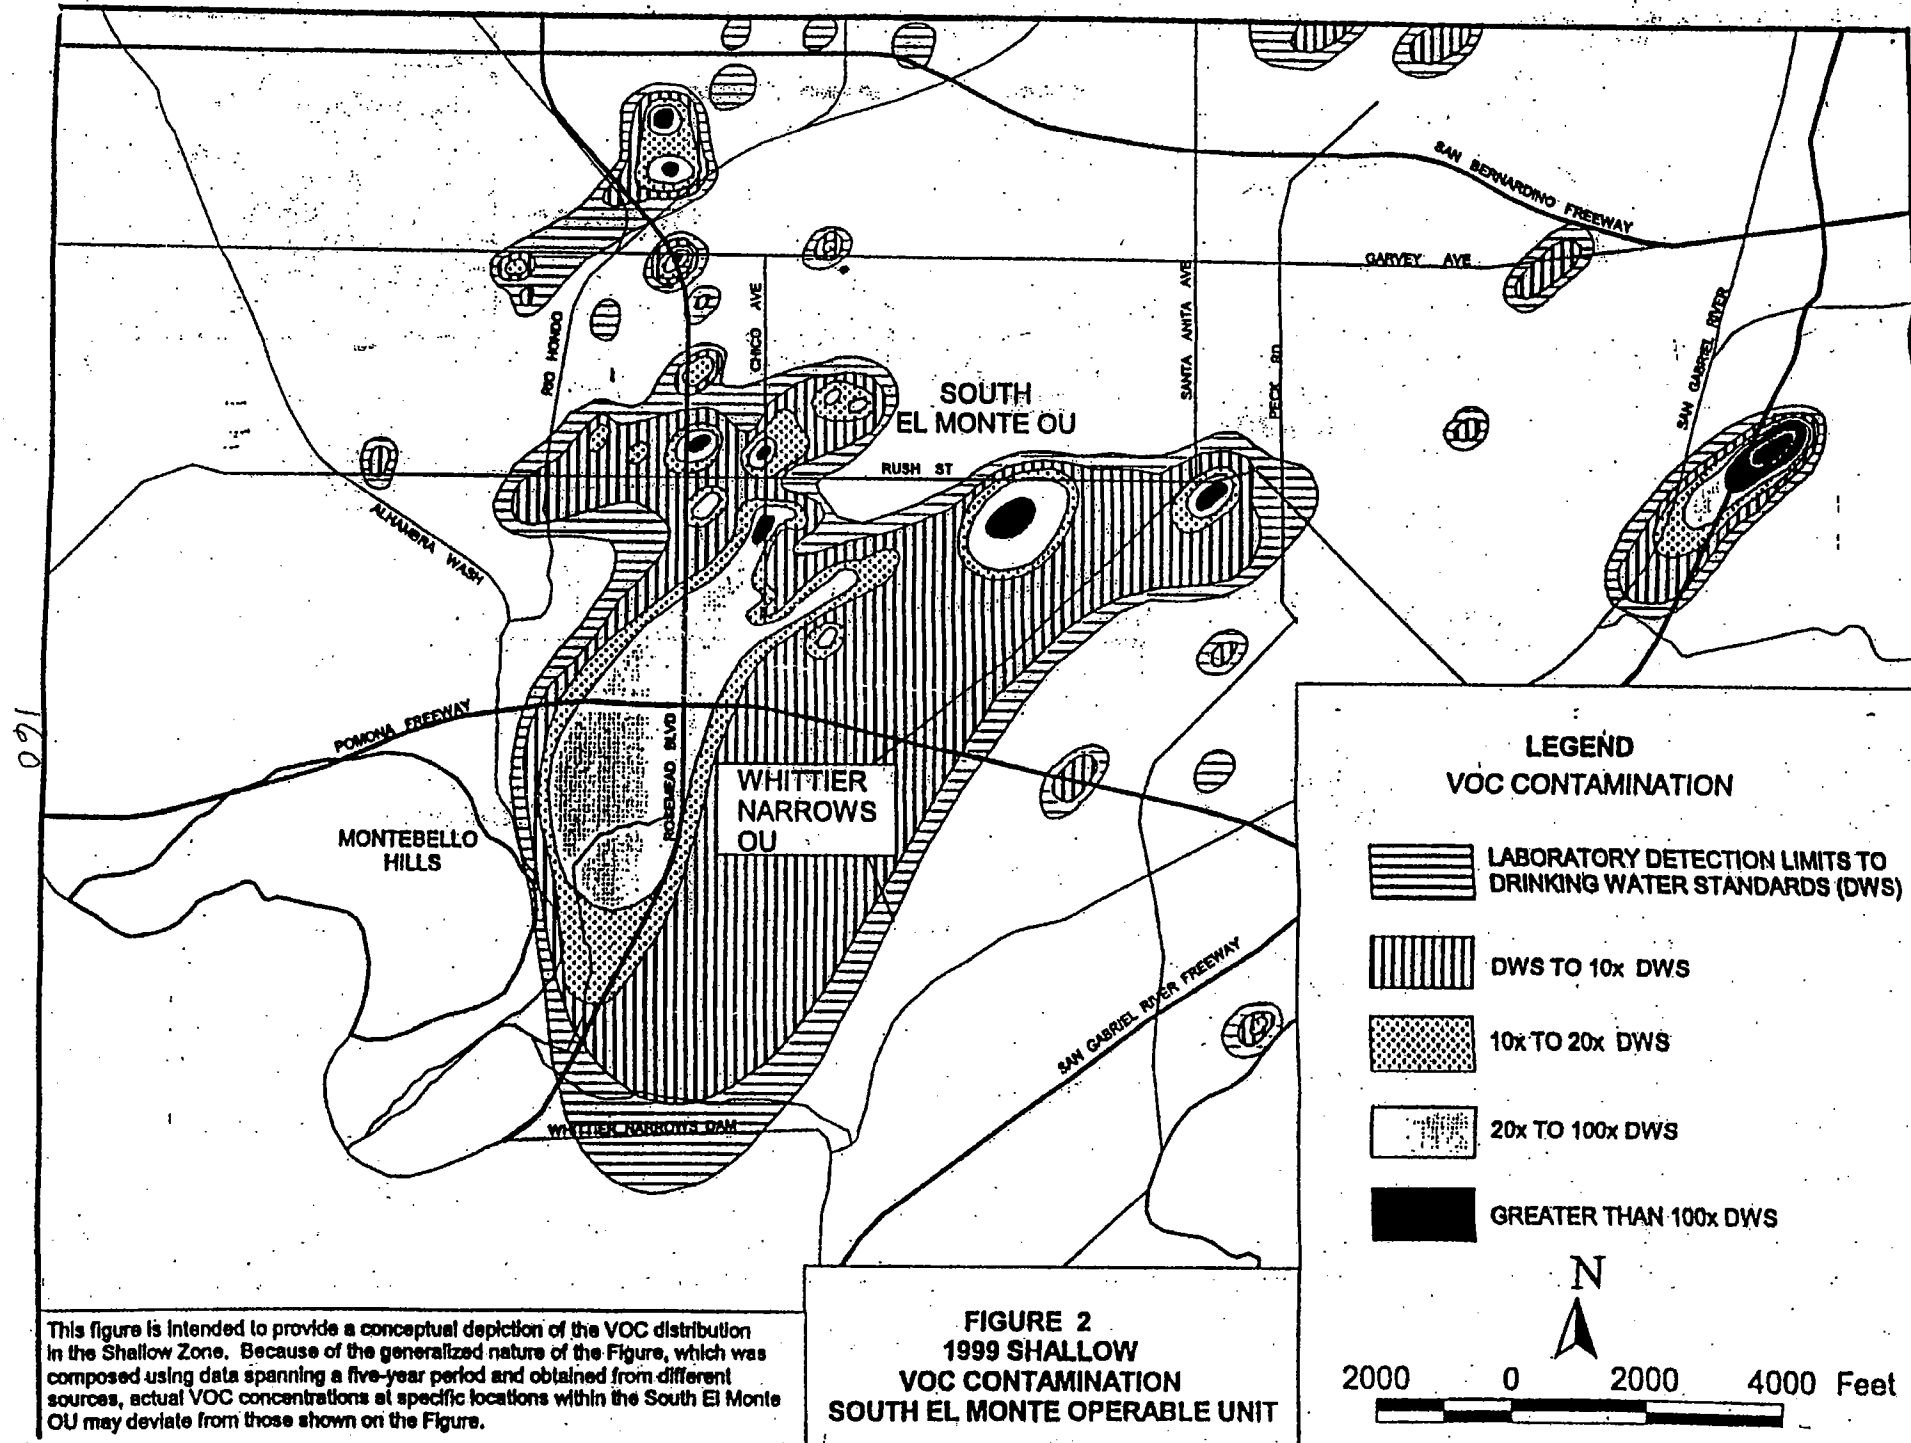 SAN BERNARDINO FREEWAY
GARVEY AVE
SAN GABRIEL RIVER
RIO HONDO
CHICO AVE
SANTA ANITA AVE
PECK RD
SOUTH
EL MONTE OU
RUSH ST
ALHAMBRA WASH
POMONA FREEWAY
ROSEMEAD BLVD
WHITTIER
NARROWS
OU
MONTEBELLO
HILLS
SAN GABRIEL RIVER FREEWAY
WHITTIER NARROWS DAM
160
LEGEND
VOC CONTAMINATION
LABORATORY DETECTION LIMITS TO
DRINKING WATER STANDARDS (DWS)
DWS TO 10x DWS
10x TO 20x DWS
20x TO 100x DWS
GREATER THAN 100x DWS
N
2000 0 2000 4000 Feet
This figure is intended to provide a conceptual depiction of the VOC distribution
in the Shallow Zone. Because of the generalized nature of the Figure, which was
composed using data spanning a five-year period and obtained from different
sources, actual VOC concentrations at specific locations within the South El Monte
OU may deviate from those shown on the Figure.
FIGURE 2
1999 SHALLOW
VOC CONTAMINATION
SOUTH EL MONTE OPERABLE UNIT